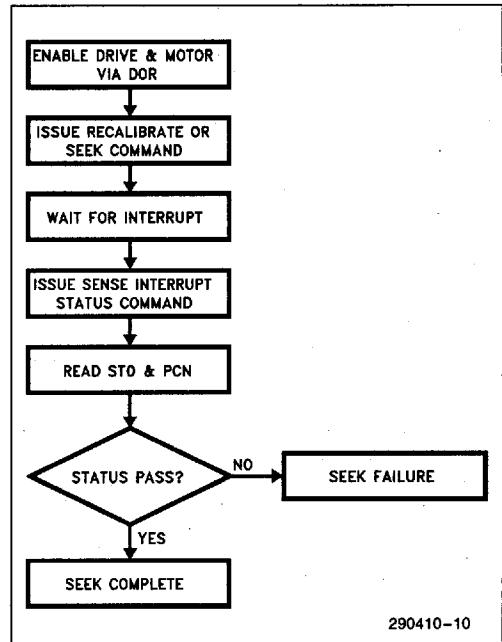 ENABLE DRIVE & MOTOR
VIA DOR
ISSUE RECALIBRATE OR
SEEK COMMAND
WAIT FOR INTERRUPT
ISSUE SENSE INTERRUPT
STATUS COMMAND
READ ST0 & PCN
STATUS PASS?
NO
SEEK FAILURE
YES
SEEK COMPLETE
290410-10